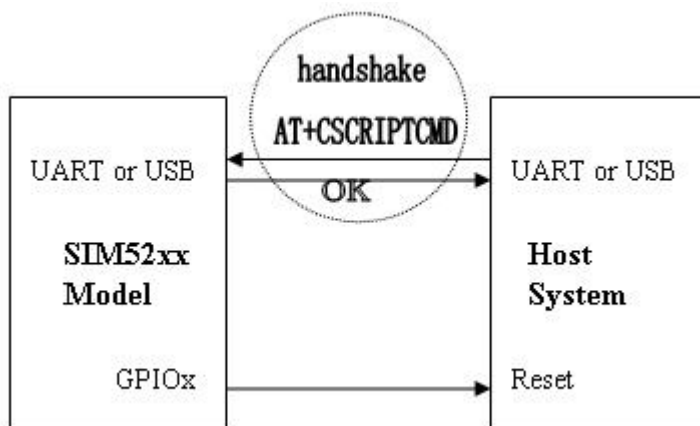 handshake
AT+CSCRIPTCMD
UART or USB
OK
UART or USB
SIM52xx
Model
Host
System
GPIOx
Reset